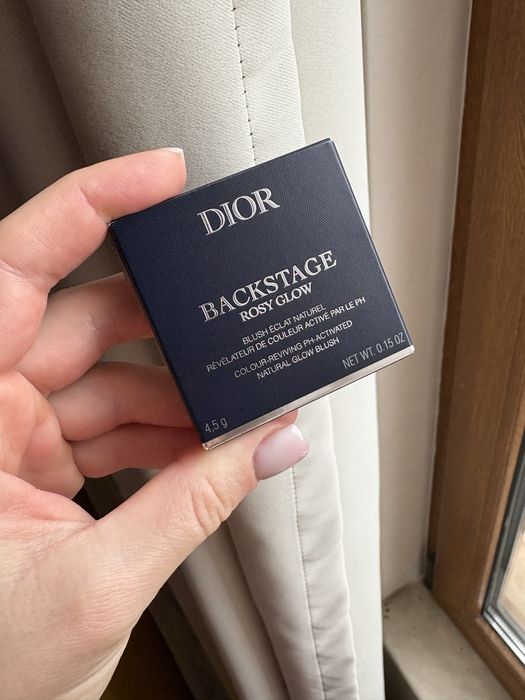 DIOR
BACKSTAGE
ROSY GLOW
BLUSH ÉCLAT NATUREL
RÉVÉLATEUR DE COULEUR ACTIVÉ PAR LE PH
COLOUR-REVIVING PH-ACTIVATED
NATURAL GLOW BLUSH
4,5 g
NET WT. 0.15 OZ